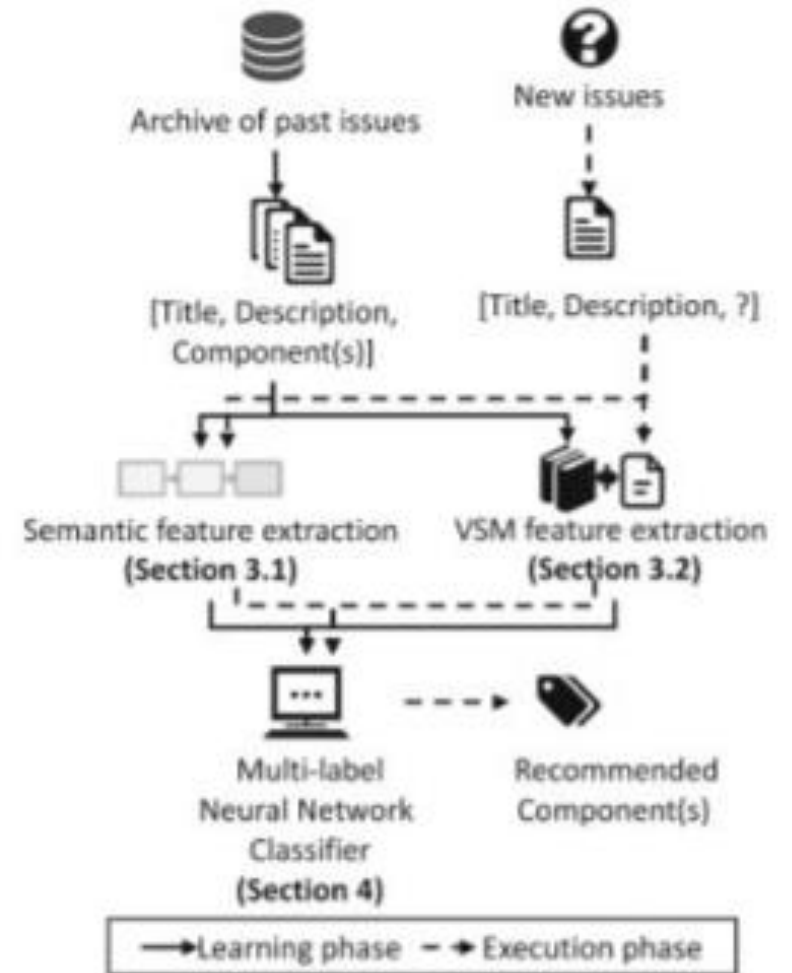 Archive of past issues
New issues
[Title, Description,
Component(s)]
[Title, Description, ?]
Semantic feature extraction
(Section 3.1)
VSM feature extraction
(Section 3.2)
Multi-label
Neural Network
Classifier
(Section 4)
Recommended
Component(s)
Learning phase
Execution phase